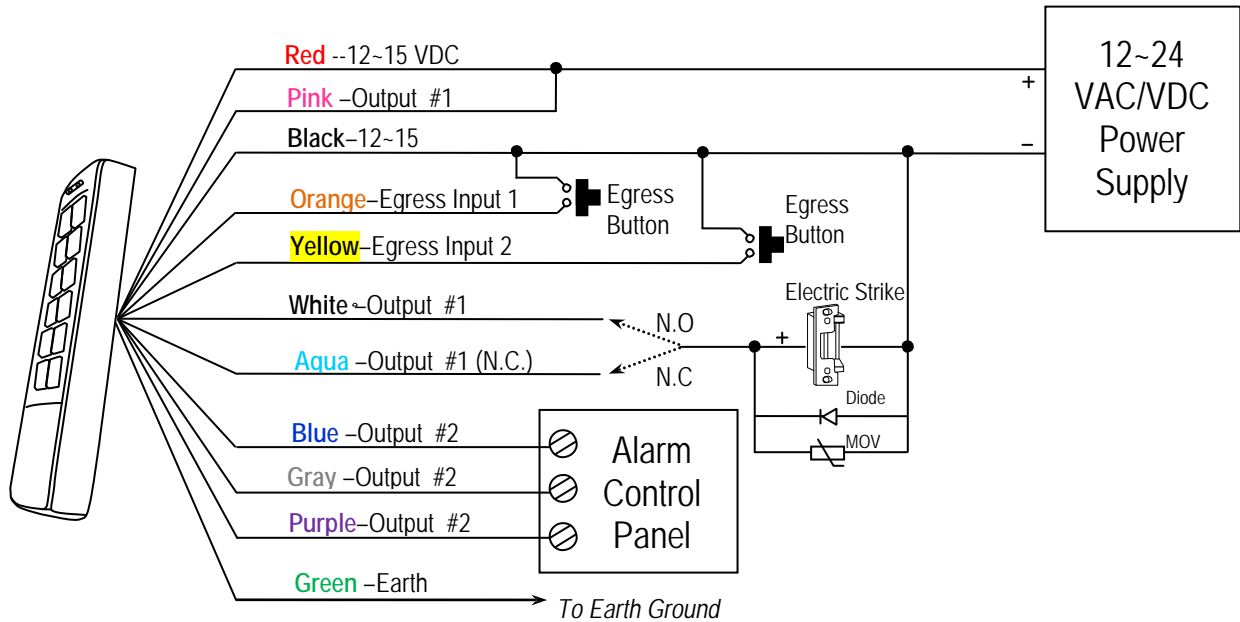 Red --12~15 VDC
Pink –Output #1
Black–12~15
Orange–Egress Input 1
Yellow–Egress Input 2
White –Output #1
Aqua –Output #1 (N.C.)
Blue –Output #2
Gray –Output #2
Purple–Output #2
Green –Earth
To Earth Ground
Egress
Button
Egress
Button
N.O
N.C
Electric Strike
+
Diode
MOV
Alarm
Control
Panel
+
–
12~24
VAC/VDC
Power
Supply